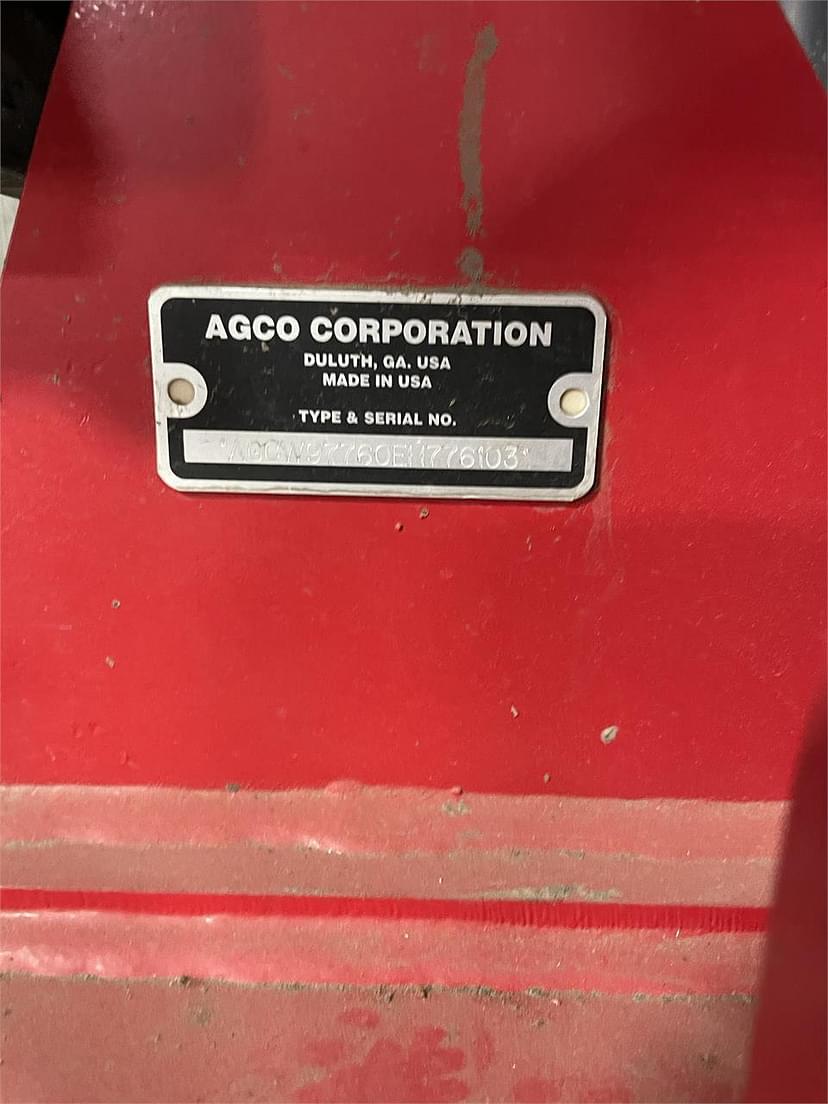 AGCO CORPORATION
DULUTH, GA. USA
MADE IN USA
TYPE & SERIAL NO.